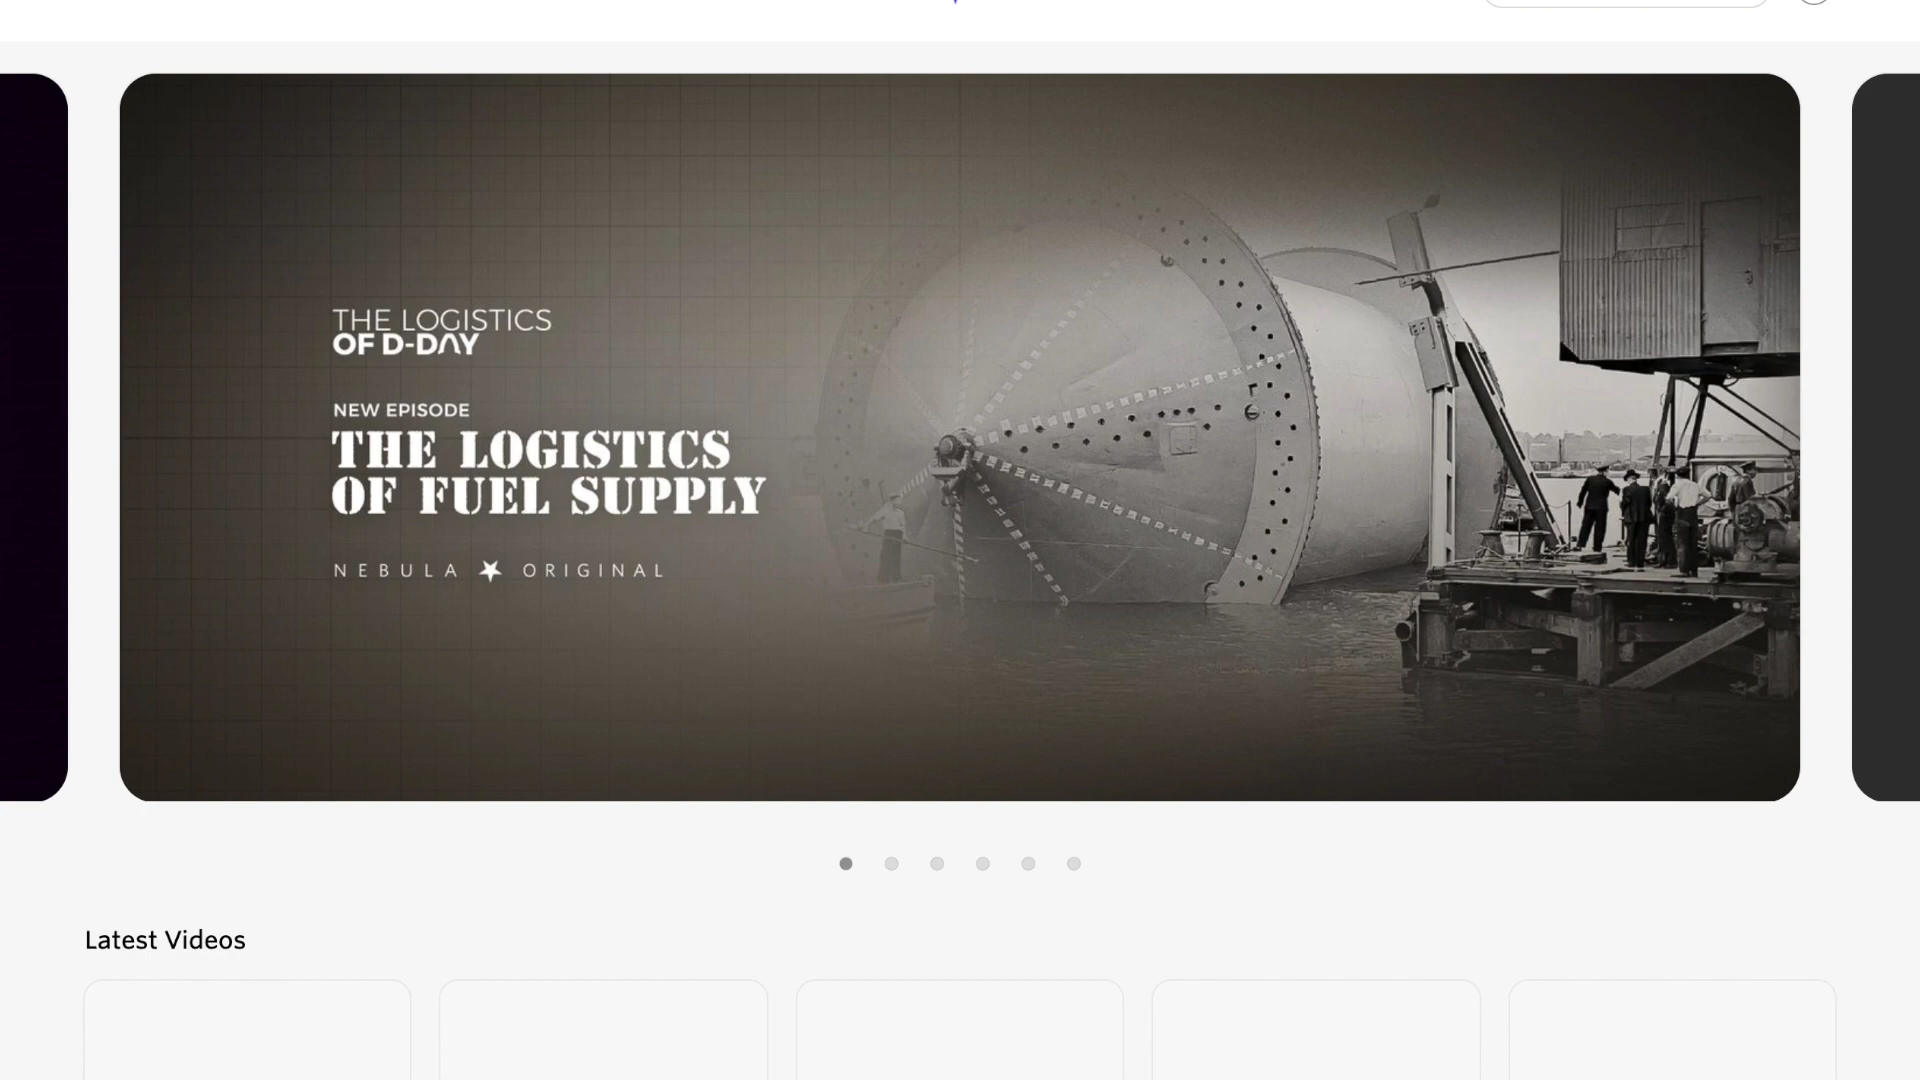 THE LOGISTICS
OF D-DAY
NEW EPISODE
THE LOGISTICS
OF FUEL SUPPLY
NEBULA ORIGINAL
Latest Videos